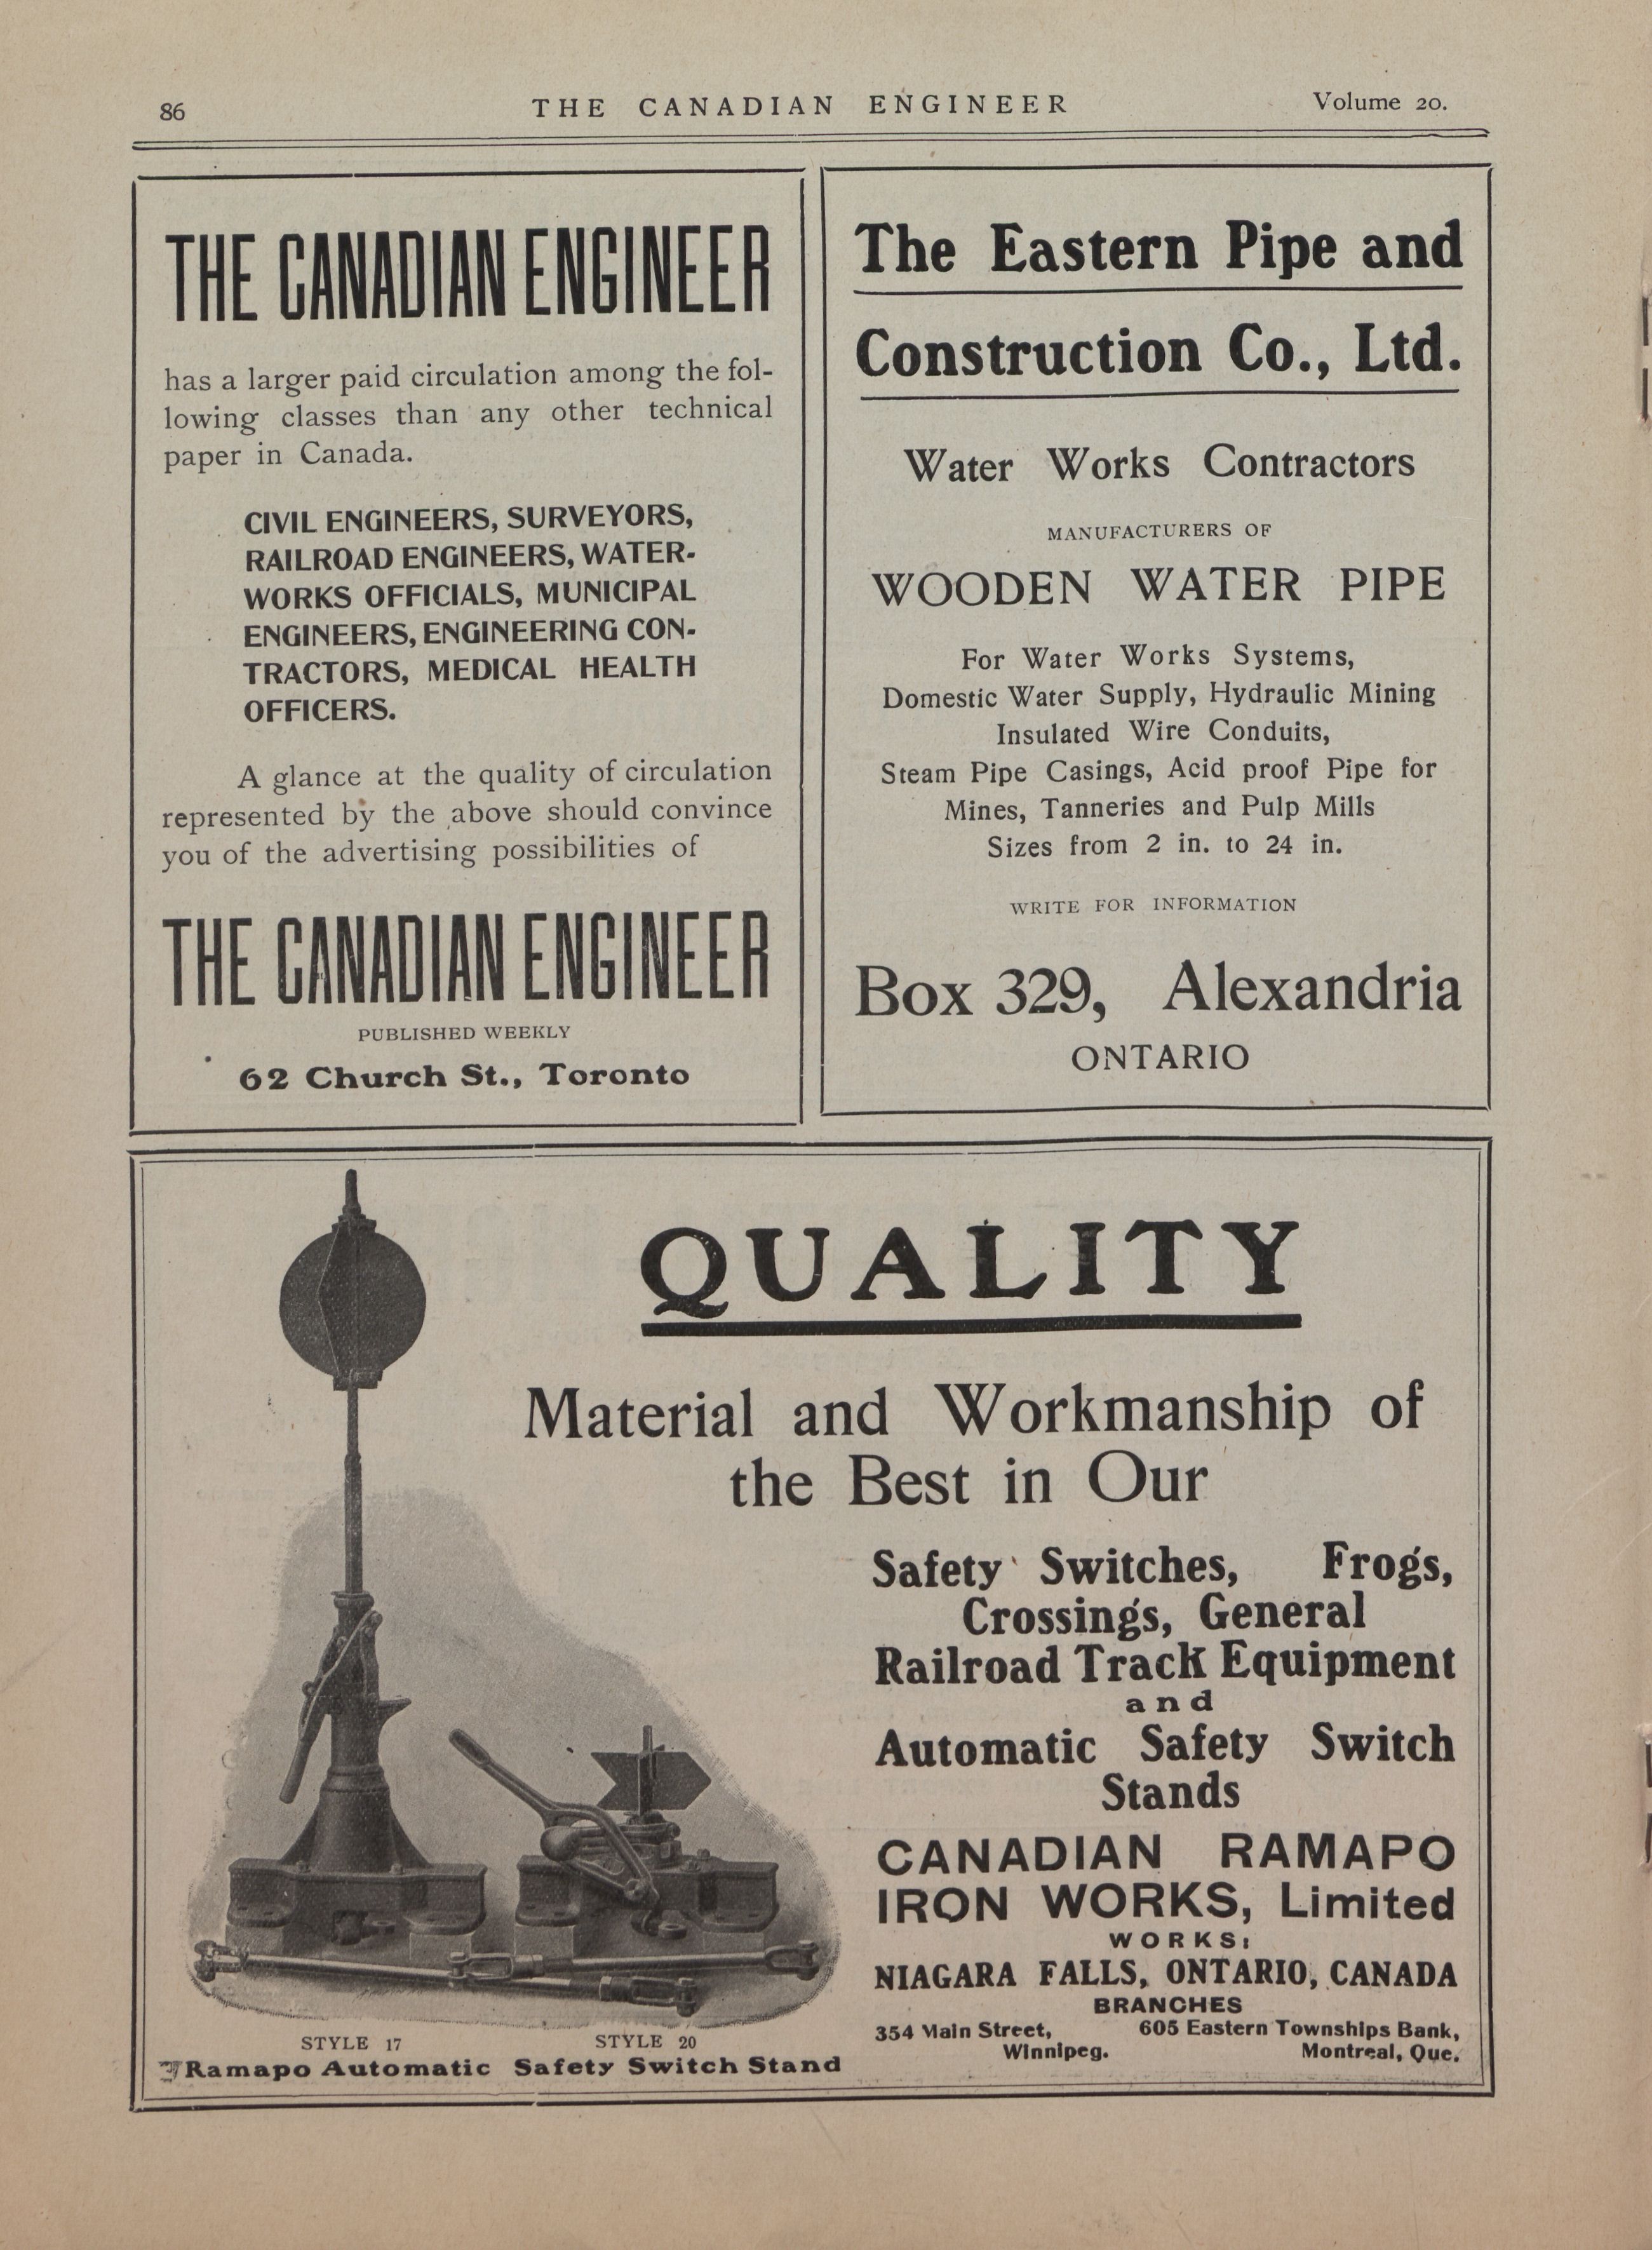 86
THE CANADIAN ENGINEER
Volume 20.
THE CANADIAN ENGINEER
has a larger paid circulation among the fol-
lowing classes than any other technical
paper in Canada.
CIVIL ENGINEERS, SURVEYORS,
RAILROAD ENGINEERS, WATER-
WORKS OFFICIALS, MUNICIPAL
ENGINEERS, ENGINEERING CON-
TRACTORS, MEDICAL HEALTH
OFFICERS.
A glance at the quality of circulation
represented by the above should convince
you of the advertising possibilities of
THE CANADIAN ENGINEER
PUBLISHED WEEKLY
62 Church St., Toronto
The Eastern Pipe and
Construction Co., Ltd.
Water Works Contractors
MANUFACTURERS OF
WOODEN WATER PIPE
For Water Works Systems,
Domestic Water Supply, Hydraulic Mining
Insulated Wire Conduits,
Steam Pipe Casings, Acid proof Pipe for
Mines, Tanneries and Pulp Mills
Sizes from 2 in. to 24 in.
WRITE FOR INFORMATION
Box 329, Alexandria
ONTARIO
QUALITY
Material and Workmanship of
the Best in Our
Safety Switches, Frogs,
Crossings, General
Railroad Track Equipment
and
Automatic Safety Switch
Stands
CANADIAN RAMAPO
IRON WORKS, Limited
WORKS:
NIAGARA FALLS, ONTARIO, CANADA
BRANCHES
354 Main Street,
Winnipeg.
605 Eastern Townships Bank,
Montreal, Que.
STYLE 17
STYLE 20
Ramapo Automatic Safety Switch Stand